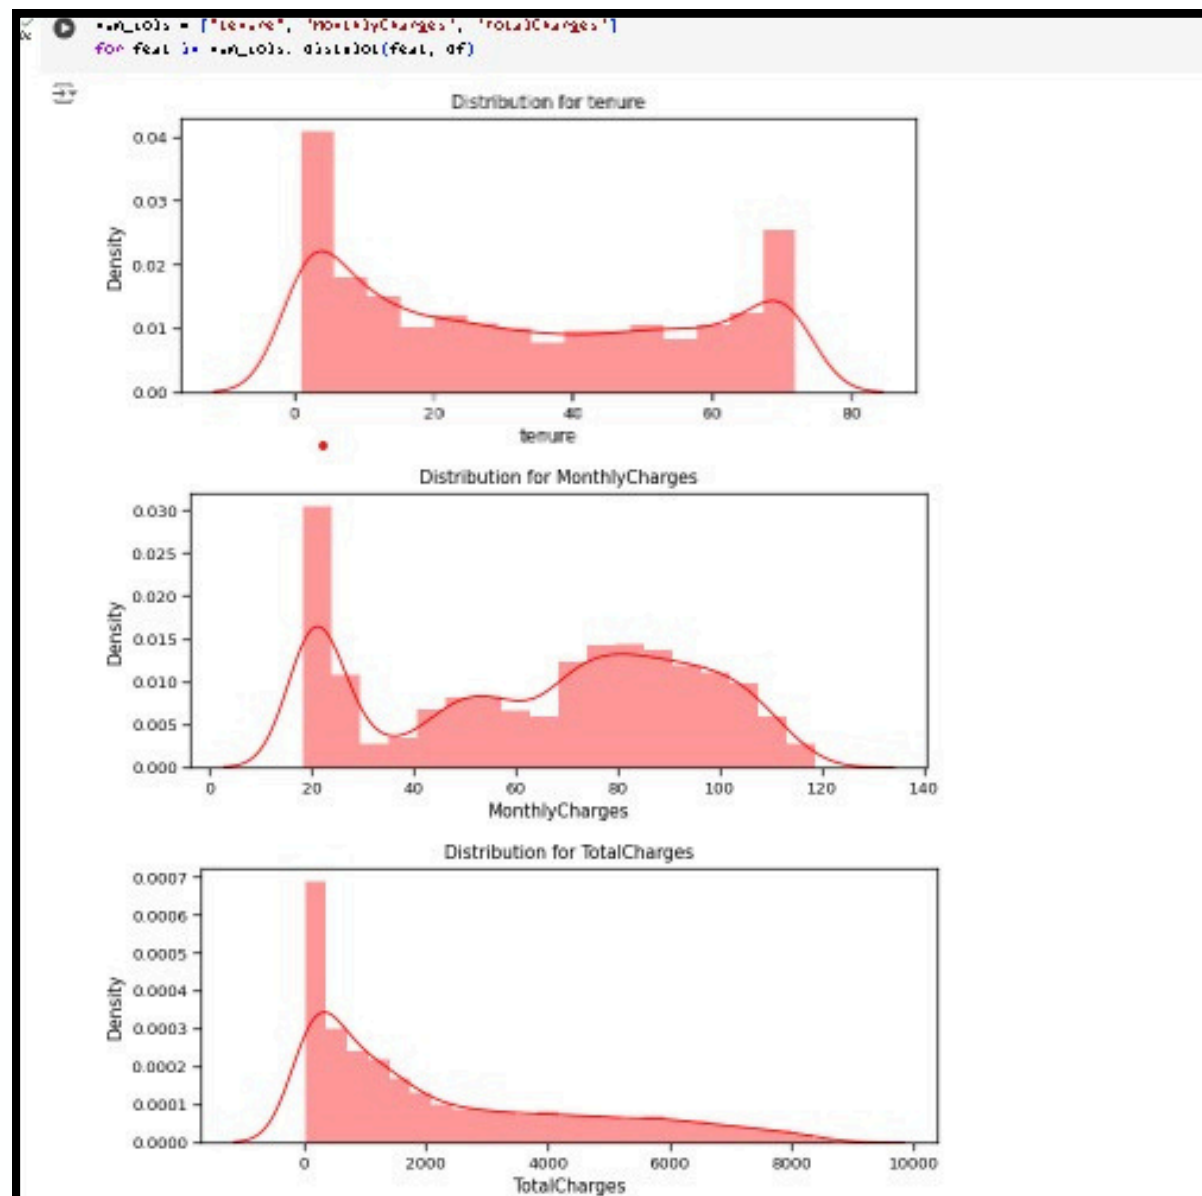 num_cols = ["tenure", 'MonthlyCharges', 'TotalCharges']
for feat in num_cols: distplot(feat, df)
Distribution for tenure
0.04
0.03
0.02
0.01
0.00
Density
0 20 40 60 80
tenure
Distribution for MonthlyCharges
0.030
0.025
0.020
0.015
0.010
0.005
0.000
Density
0 20 40 60 80 100 120 140
MonthlyCharges
Distribution for TotalCharges
0.0007
0.0006
0.0005
0.0004
0.0003
0.0002
0.0001
0.0000
Density
0 2000 4000 6000 8000 10000
TotalCharges